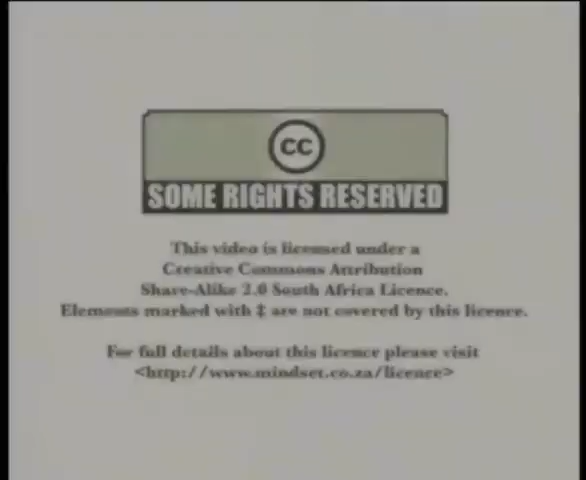 CC
SOME RIGHTS RESERVED
This video is licensed under a
Creative Commons Attribution
Share-Alike 2.0 South Africa Licence.
Elements marked with ‡ are not covered by this licence.
For full details about this licence please visit
<http://www.mindset.co.za/licence>